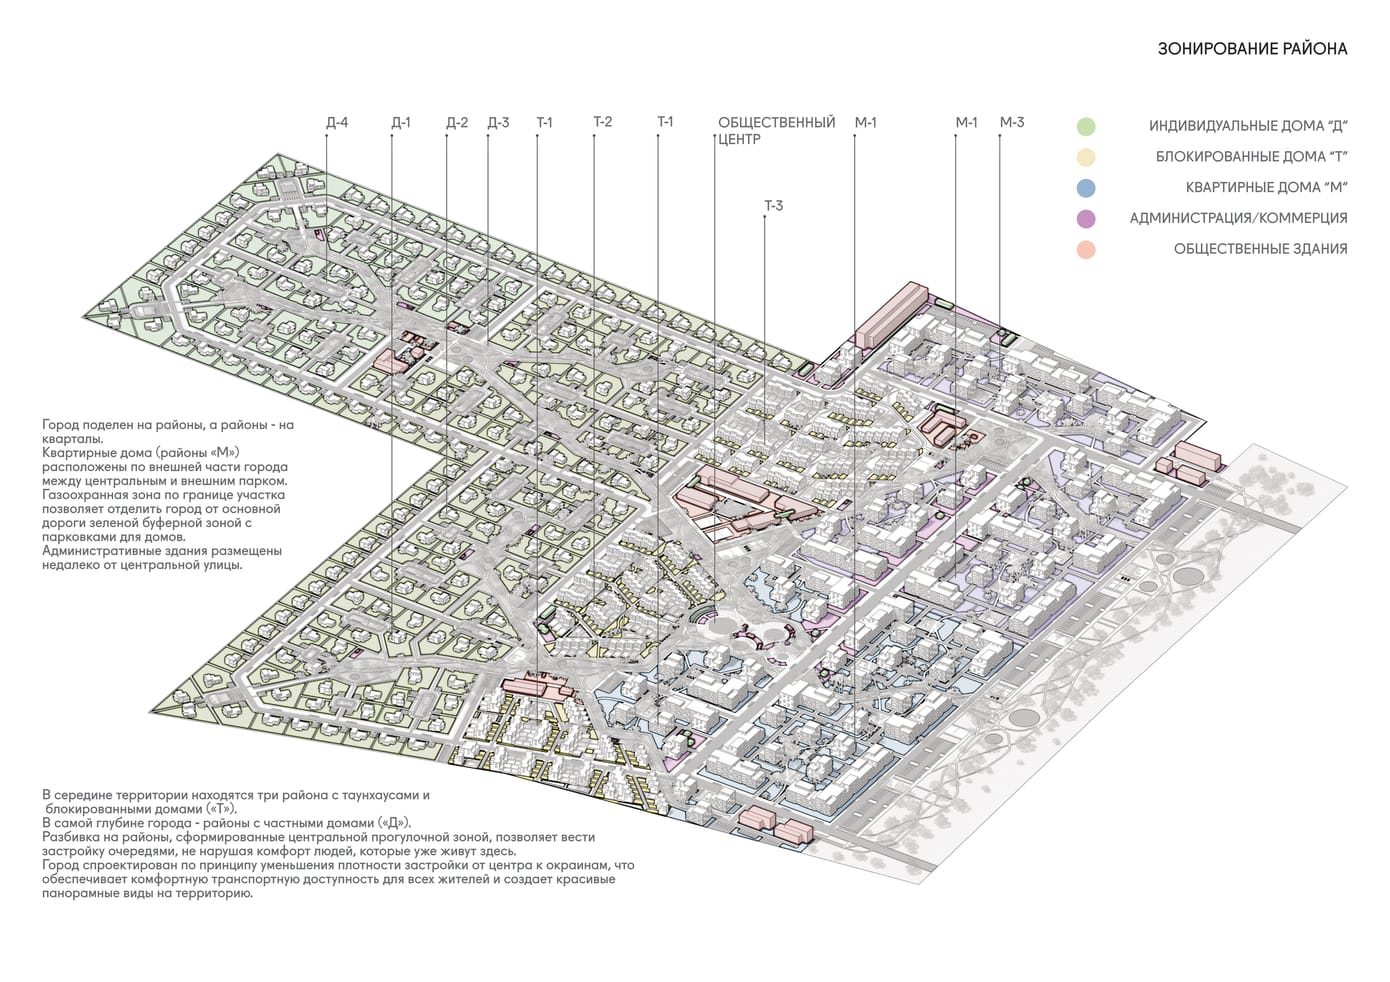 ЗОНИРОВАНИЕ РАЙОНА
Д-4
Д-1
Д-2
Д-3
Т-1
Т-2
Т-1
ОБЩЕСТВЕННЫЙ
ЦЕНТР
М-1
М-1
М-3
Т-3
ИНДИВИДУАЛЬНЫЕ ДОМА “Д”
БЛОКИРОВАННЫЕ ДОМА “Т”
КВАРТИРНЫЕ ДОМА “М”
АДМИНИСТРАЦИЯ/КОММЕРЦИЯ
ОБЩЕСТВЕННЫЕ ЗДАНИЯ
Город поделен на районы, а районы - на
кварталы.
Квартирные дома (районы «М»)
расположены по внешней части города
между центральным и внешним парком.
Газоохранная зона по границе участка
позволяет отделить город от основной
дороги зеленой буферной зоной с
парковками для домов.
Административные здания размещены
недалеко от центральной улицы.
В середине территории находятся три района с таунхаусами и
блокированными домами («Т»).
В самой глубине города - районы с частными домами («Д»).
Разбивка на районы, сформированные центральной прогулочной зоной, позволяет вести
застройку очередями, не нарушая комфорт людей, которые уже живут здесь.
Город спроектирован по принципу уменьшения плотности застройки от центра к окраинам, что
обеспечивает комфортную транспортную доступность для всех жителей и создает красивые
панорамные виды на территорию.